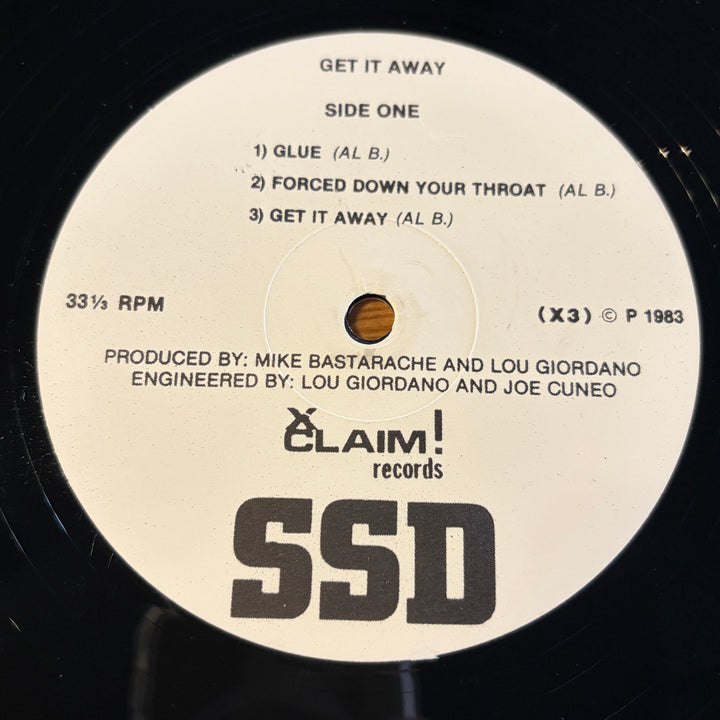 GET IT AWAY
SIDE ONE
1) GLUE (AL B.)
2) FORCED DOWN YOUR THROAT (AL B.)
3) GET IT AWAY (AL B.)
33⅓ RPM
(X3) © P 1983
PRODUCED BY: MIKE BASTARACHE AND LOU GIORDANO
ENGINEERED BY: LOU GIORDANO AND JOE CUNEO
XCLAIM!
records
SSD